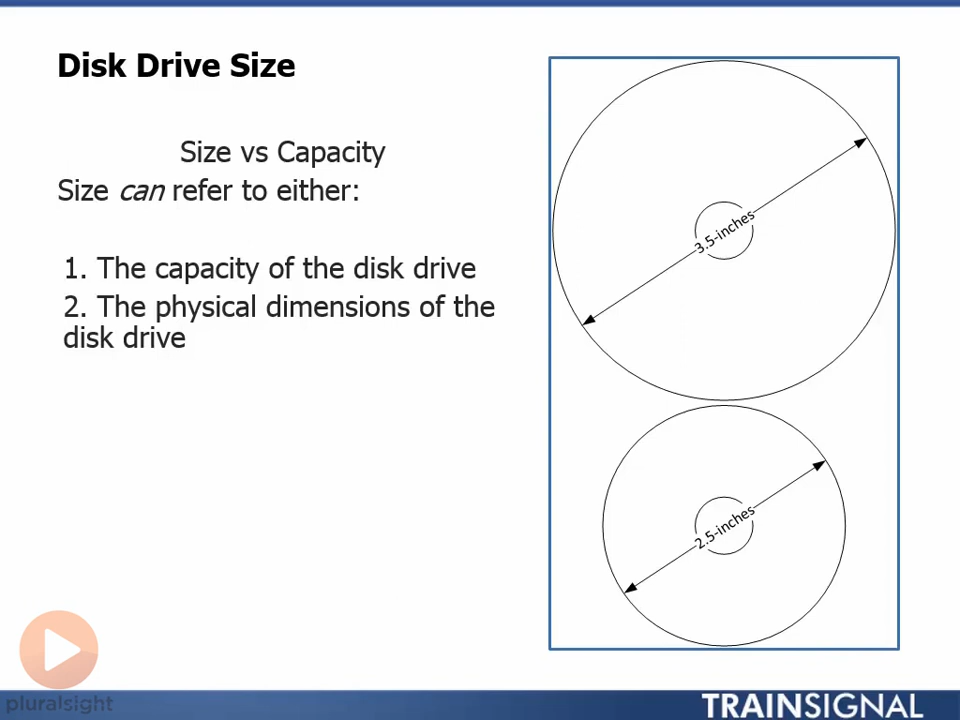 Disk Drive Size
Size vs Capacity
Size can refer to either:
1. The capacity of the disk drive
2. The physical dimensions of the
disk drive
3.5-inches
2.5-inches
pluralsight
TRAINSIGNAL